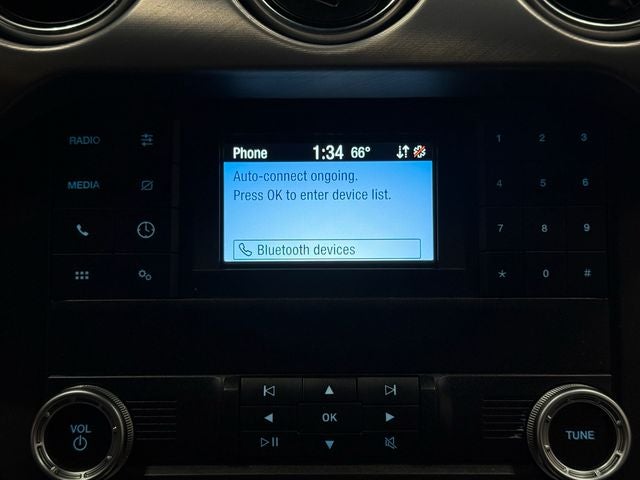 RADIO
MEDIA
Phone 1:34 66°
Auto-connect ongoing.
Press OK to enter device list.
Bluetooth devices
1 2 3
4 5 6
7 8 9
* 0 #
VOL
OK
TUNE